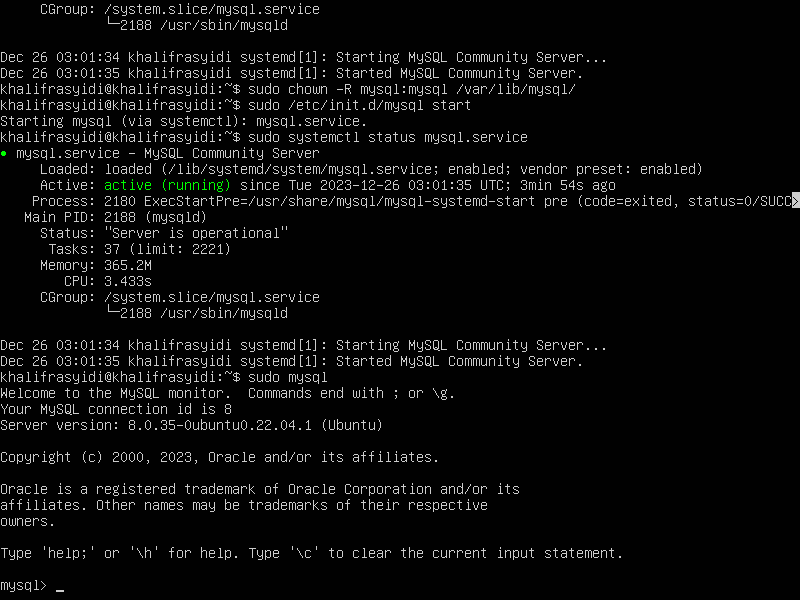 CGroup: /system.slice/mysql.service
└─2188 /usr/sbin/mysqld
Dec 26 03:01:34 khalifrasyidi systemd[1]: Starting MySQL Community Server...
Dec 26 03:01:35 khalifrasyidi systemd[1]: Started MySQL Community Server.
khalifrasyidi@khalifrasyidi:~$ sudo chown -R mysql:mysql /var/lib/mysql/
khalifrasyidi@khalifrasyidi:~$ sudo /etc/init.d/mysql start
Starting mysql (via systemctl): mysql.service.
khalifrasyidi@khalifrasyidi:~$ sudo systemctl status mysql.service
● mysql.service - MySQL Community Server
Loaded: loaded (/lib/systemd/system/mysql.service; enabled; vendor preset: enabled)
Active: active (running) since Tue 2023-12-26 03:01:35 UTC; 3min 54s ago
Process: 2180 ExecStartPre=/usr/share/mysql/mysql-systemd-start pre (code=exited, status=0/SUCC>
Main PID: 2188 (mysqld)
Status: "Server is operational"
Tasks: 37 (limit: 2221)
Memory: 365.2M
CPU: 3.433s
CGroup: /system.slice/mysql.service
└─2188 /usr/sbin/mysqld
Dec 26 03:01:34 khalifrasyidi systemd[1]: Starting MySQL Community Server...
Dec 26 03:01:35 khalifrasyidi systemd[1]: Started MySQL Community Server.
khalifrasyidi@khalifrasyidi:~$ sudo mysql
Welcome to the MySQL monitor.  Commands end with ; or \g.
Your MySQL connection id is 8
Server version: 8.0.35-0ubuntu0.22.04.1 (Ubuntu)
Copyright (c) 2000, 2023, Oracle and/or its affiliates.
Oracle is a registered trademark of Oracle Corporation and/or its
affiliates. Other names may be trademarks of their respective
owners.
Type 'help;' or '\h' for help. Type '\c' to clear the current input statement.
mysql> _